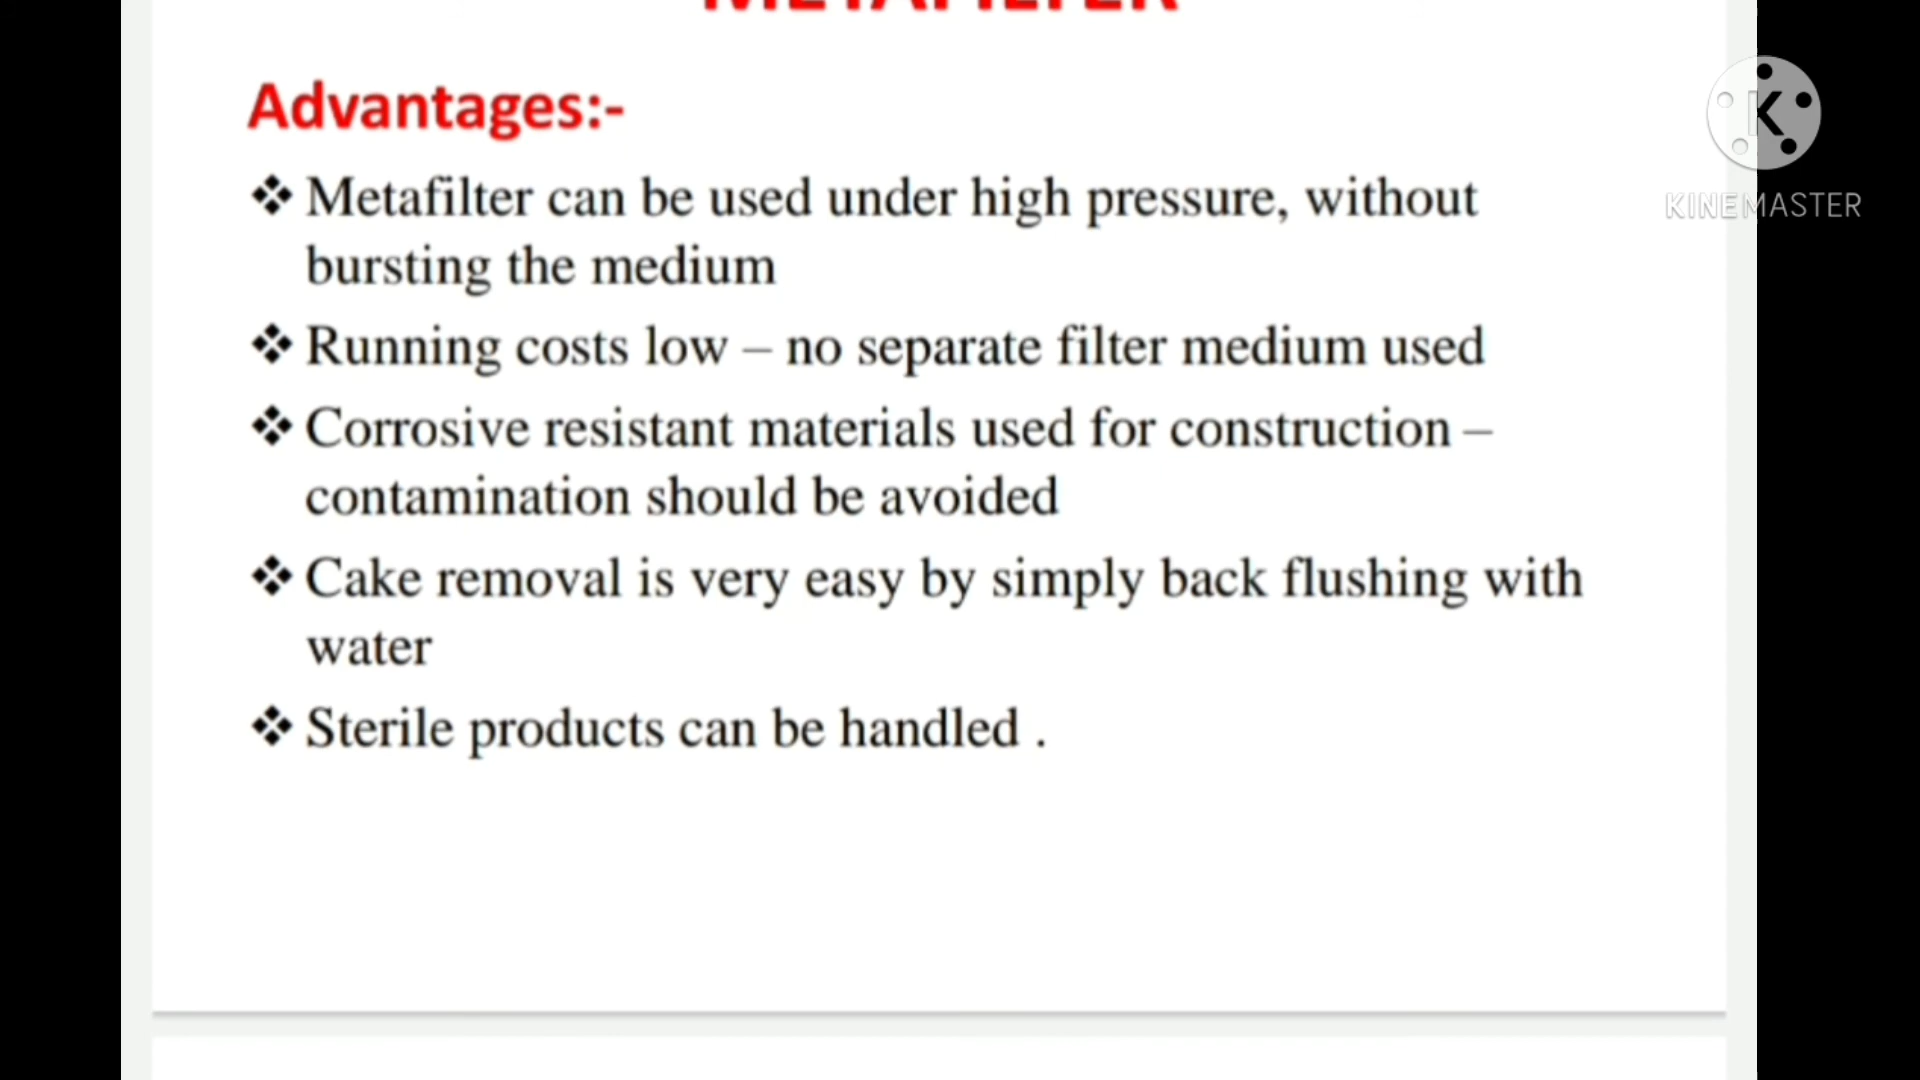 METAFILTER
Advantages:-
❖ Metafilter can be used under high pressure, without
bursting the medium
❖ Running costs low – no separate filter medium used
❖ Corrosive resistant materials used for construction –
contamination should be avoided
❖ Cake removal is very easy by simply back flushing with
water
❖ Sterile products can be handled .
K
KINEMASTER